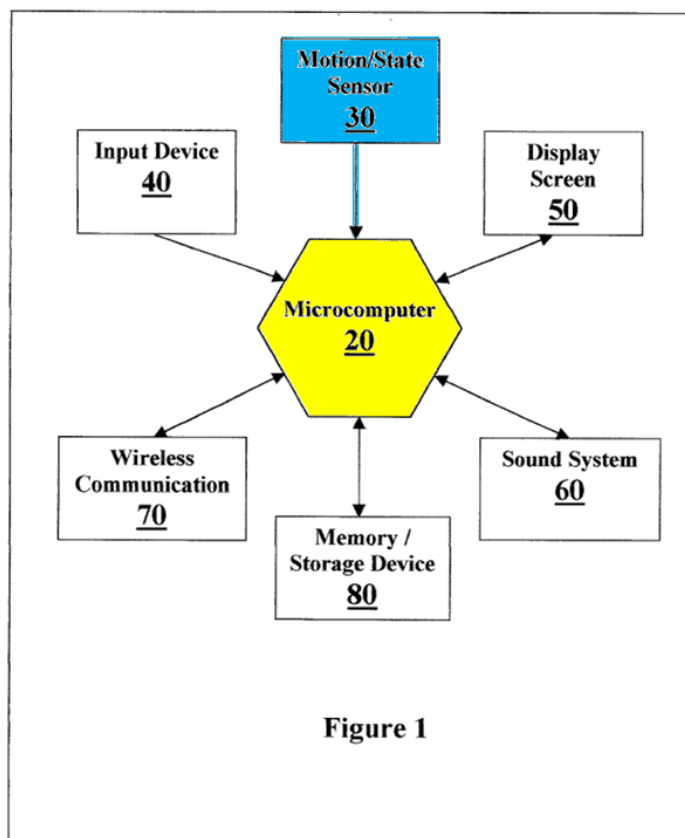 Motion/State
Sensor
30
Input Device
40
Display
Screen
50
Microcomputer
20
Wireless
Communication
70
Sound System
60
Memory /
Storage Device
80
Figure 1